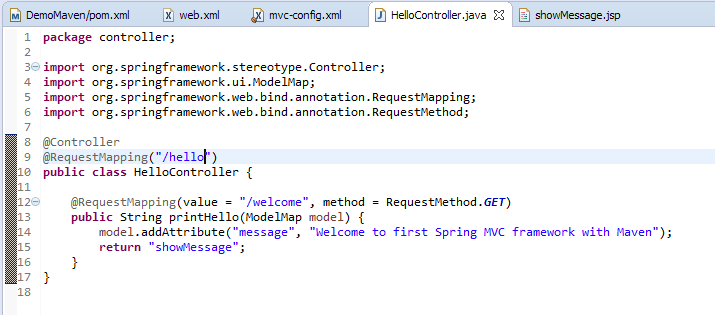 DemoMaven/pom.xml web.xml mvc-config.xml HelloController.java showMessage.jsp
1 package controller;
2
3 import org.springframework.stereotype.Controller;
4 import org.springframework.ui.ModelMap;
5 import org.springframework.web.bind.annotation.RequestMapping;
6 import org.springframework.web.bind.annotation.RequestMethod;
7
8 @Controller
9 @RequestMapping("/hello")
10 public class HelloController {
11
12 @RequestMapping(value = "/welcome", method = RequestMethod.GET)
13 public String printHello(ModelMap model) {
14 model.addAttribute("message", "Welcome to first Spring MVC framework with Maven");
15 return "showMessage";
16 }
17 }
18